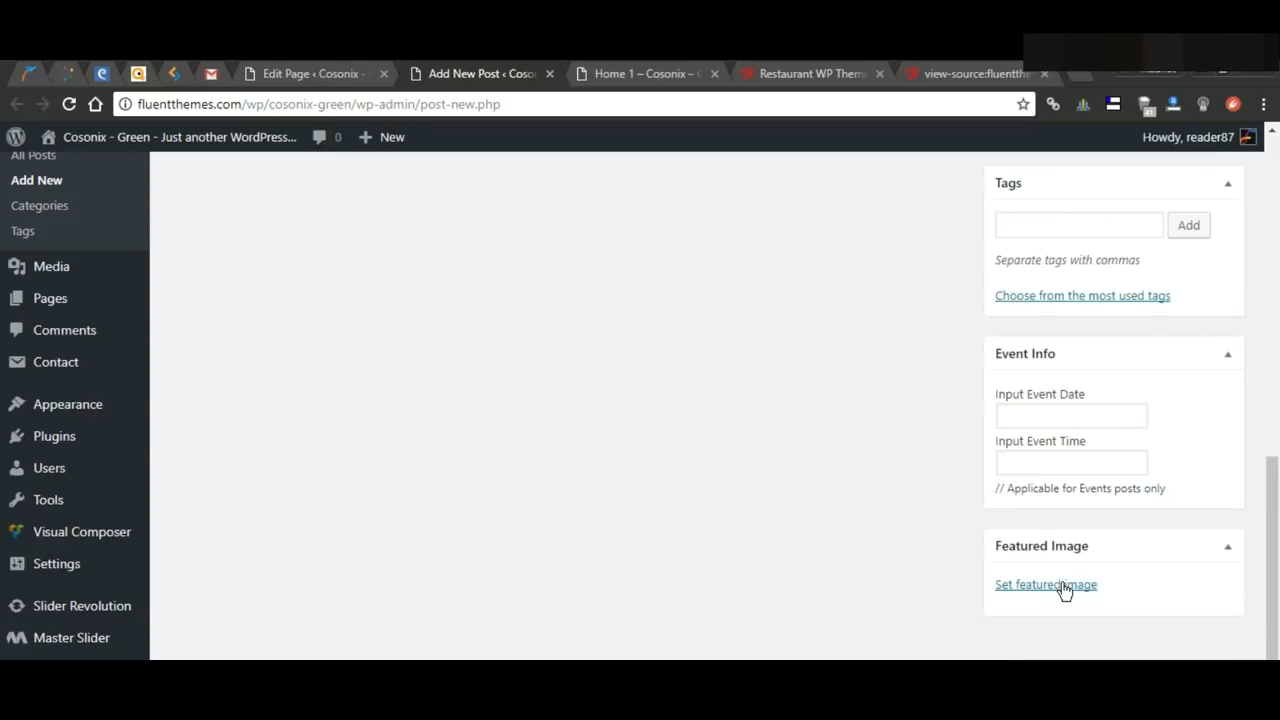 Edit Page ‹ Cosonix -
Add New Post ‹ Coso
Home 1 – Cosonix –
Restaurant WP Them
view-source:fluentthe
fluentthemes.com/wp/cosonix-green/wp-admin/post-new.php
41
Cosonix - Green - Just another WordPress...
0
New
Howdy, reader87
All Posts
Add New
Categories
Tags
Media
Pages
Comments
Contact
Appearance
Plugins
Users
Tools
Visual Composer
Settings
Slider Revolution
Master Slider
Tags
Add
Separate tags with commas
Choose from the most used tags
Event Info
Input Event Date
Input Event Time
// Applicable for Events posts only
Featured Image
Set featured image